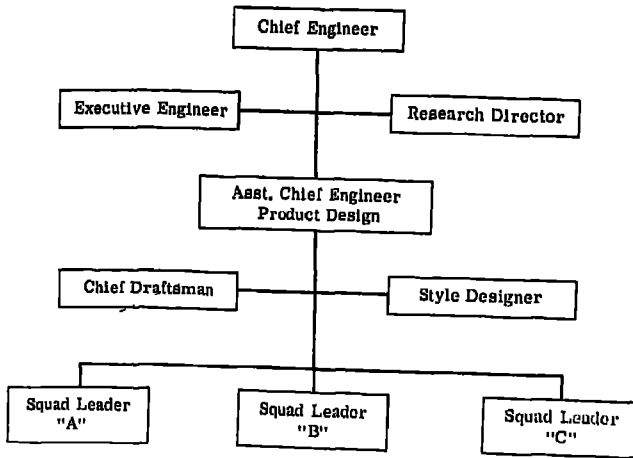 Chief Engineer
Executive Engineer
Research Director
Asst. Chief Engineer
Product Design
Chief Draftsman
Style Designer
Squad Leader
"A"
Squad Leader
"B"
Squad Leader
"C"